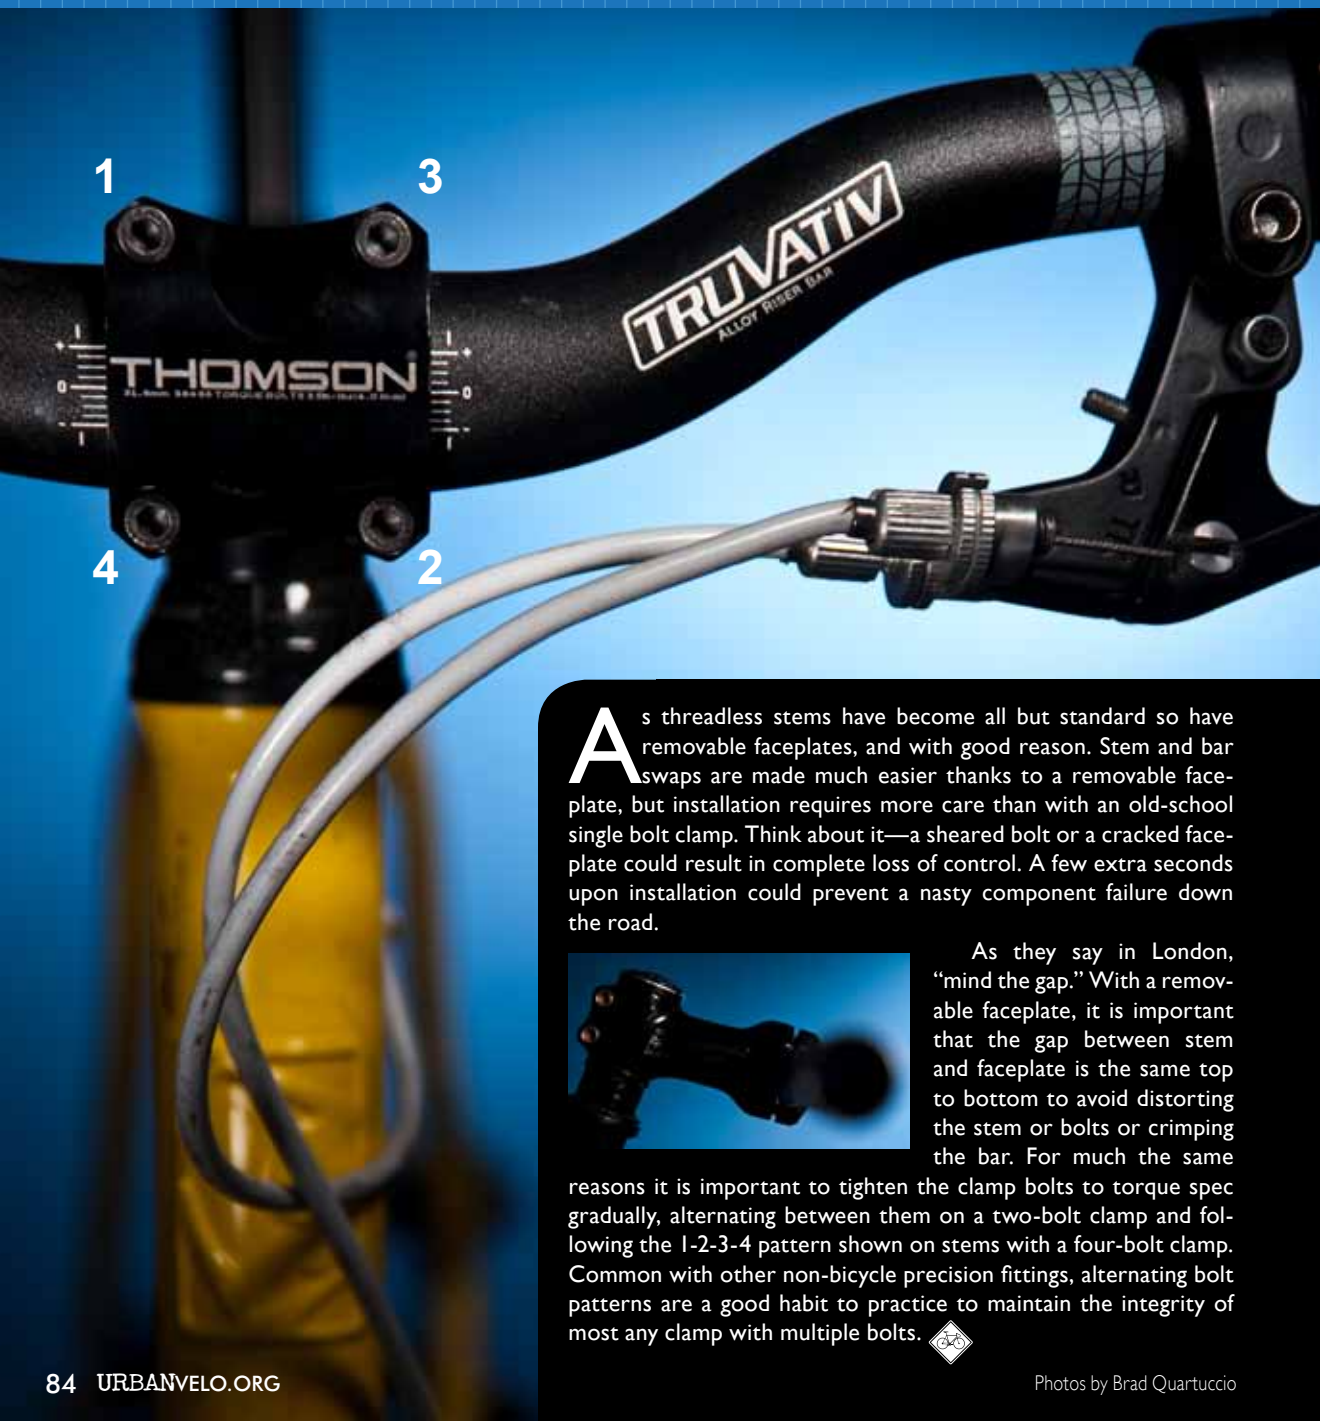 1
3
TRUVATIV
ALLOY RISER BAR
+
+
THOMSON
0
0
-
-
4
2
As threadless stems have become all but standard so have
removable faceplates, and with good reason. Stem and bar
swaps are made much easier thanks to a removable face-
plate, but installation requires more care than with an old-school
single bolt clamp. Think about it—a sheared bolt or a cracked face-
plate could result in complete loss of control. A few extra seconds
upon installation could prevent a nasty component failure down
the road.
As they say in London,
“mind the gap.” With a remov-
able faceplate, it is important
that the gap between stem
and faceplate is the same top
to bottom to avoid distorting
the stem or bolts or crimping
the bar. For much the same
reasons it is important to tighten the clamp bolts to torque spec
gradually, alternating between them on a two-bolt clamp and fol-
lowing the 1-2-3-4 pattern shown on stems with a four-bolt clamp.
Common with other non-bicycle precision fittings, alternating bolt
patterns are a good habit to practice to maintain the integrity of
most any clamp with multiple bolts.
84 URBANVELO.ORG
Photos by Brad Quartuccio